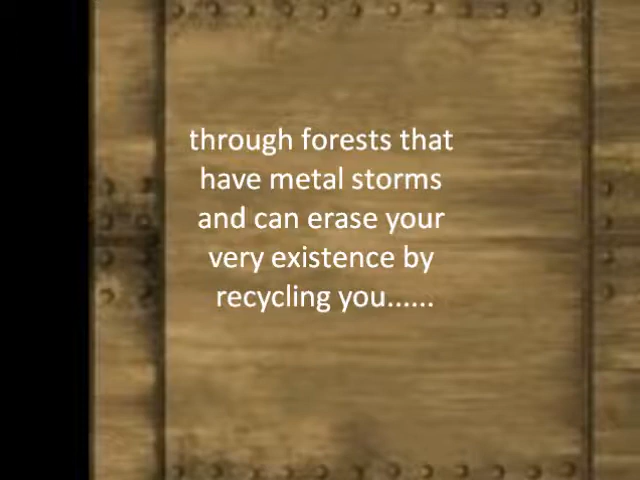 through forests that
have metal storms
and can erase your
very existence by
recycling you......